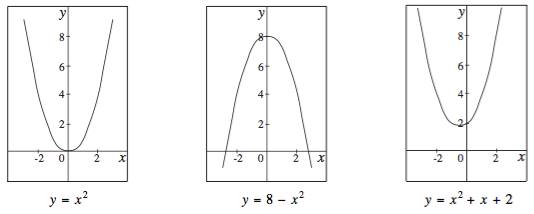 y
8
6
4
2
-2 0 2 x
y = x²
y
8
6
4
2
-2 0 2 x
y = 8 − x²
y
8
6
4
2
-2 0 2 x
y = x² + x + 2